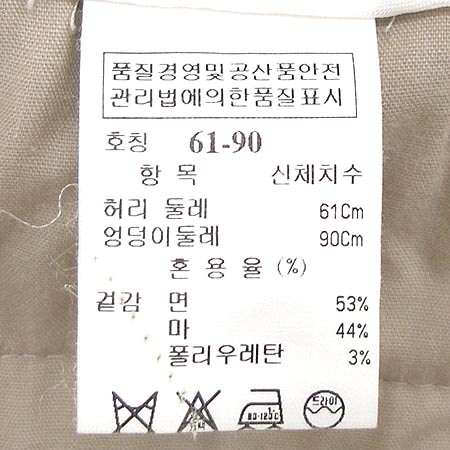 품질경영및공산품안전
관리법에의한품질표시
호칭 61-90
항 목 신체치수
허리 둘레 61Cm
엉덩이둘레 90Cm
혼 용 율 (%)
겉감 면 53%
마 44%
폴리우레탄 3%
80-120℃ 드라이